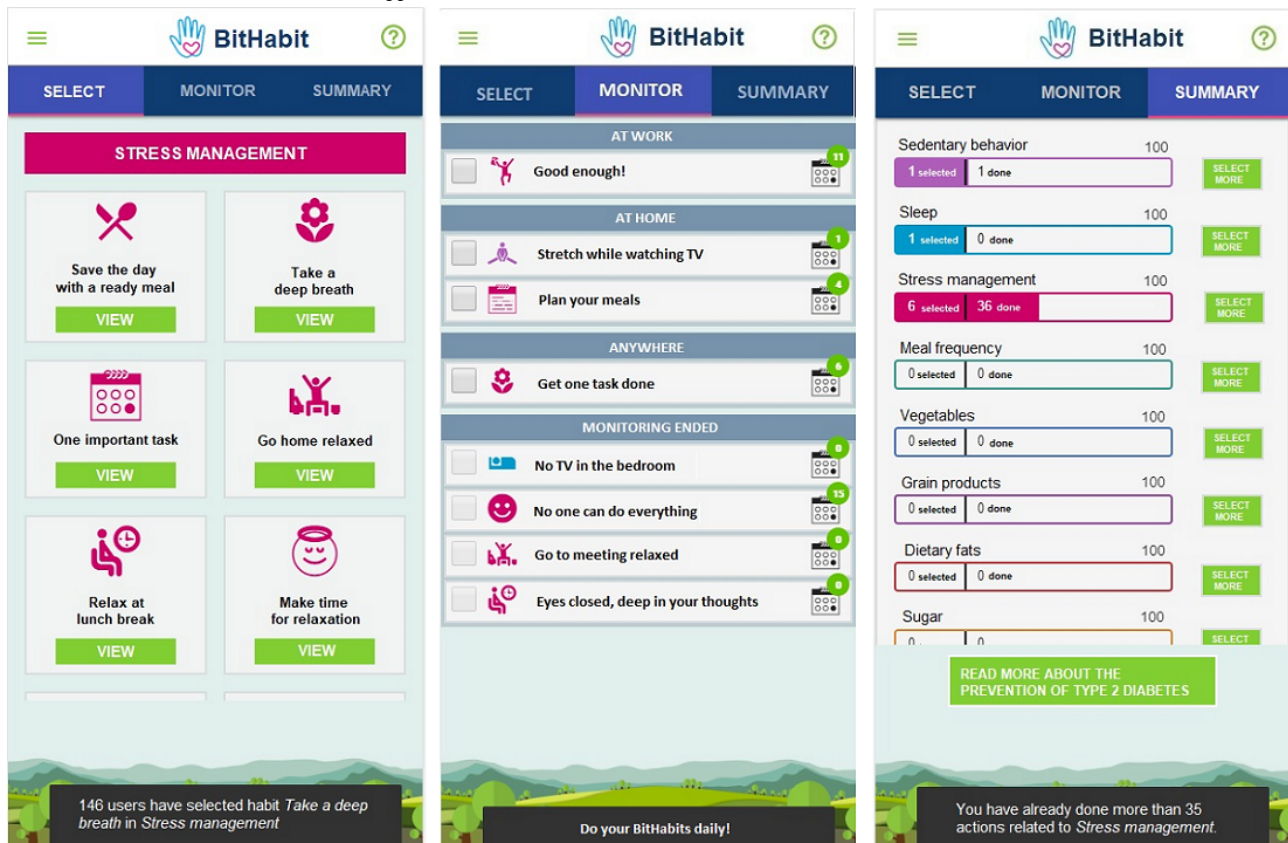 BitHabit
?
SELECT MONITOR SUMMARY
STRESS MANAGEMENT
Save the day
with a ready meal
VIEW
Take a
deep breath
VIEW
One important task
VIEW
Go home relaxed
VIEW
Relax at
lunch break
VIEW
Make time
for relaxation
VIEW
146 users have selected habit Take a deep
breath in Stress management
BitHabit
?
SELECT MONITOR SUMMARY
AT WORK
Good enough!
11
AT HOME
Stretch while watching TV
1
Plan your meals
4
ANYWHERE
Get one task done
6
MONITORING ENDED
No TV in the bedroom
0
No one can do everything
15
Go to meeting relaxed
0
Eyes closed, deep in your thoughts
0
Do your BitHabits daily!
BitHabit
?
SELECT MONITOR SUMMARY
Sedentary behavior 100
1 selected 1 done
SELECT
MORE
Sleep 100
1 selected 0 done
SELECT
MORE
Stress management 100
6 selected 36 done
SELECT
MORE
Meal frequency 100
0 selected 0 done
SELECT
MORE
Vegetables 100
0 selected 0 done
SELECT
MORE
Grain products 100
0 selected 0 done
SELECT
MORE
Dietary fats 100
0 selected 0 done
SELECT
MORE
Sugar 100
SELECT
READ MORE ABOUT THE
PREVENTION OF TYPE 2 DIABETES
You have already done more than 35
actions related to Stress management.